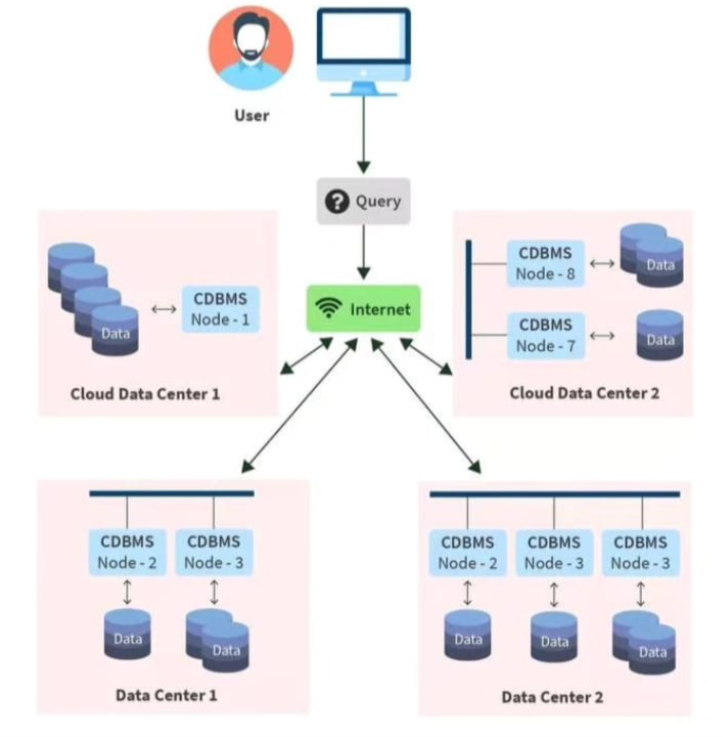 User
? Query
Internet
CDBMS
Node - 1
Data
Cloud Data Center 1
CDBMS
Node - 8
Data
CDBMS
Node - 7
Data
Cloud Data Center 2
CDBMS
Node - 2
CDBMS
Node - 3
Data
Data
Data Center 1
CDBMS
Node - 2
CDBMS
Node - 3
CDBMS
Node - 3
Data
Data
Data
Data Center 2